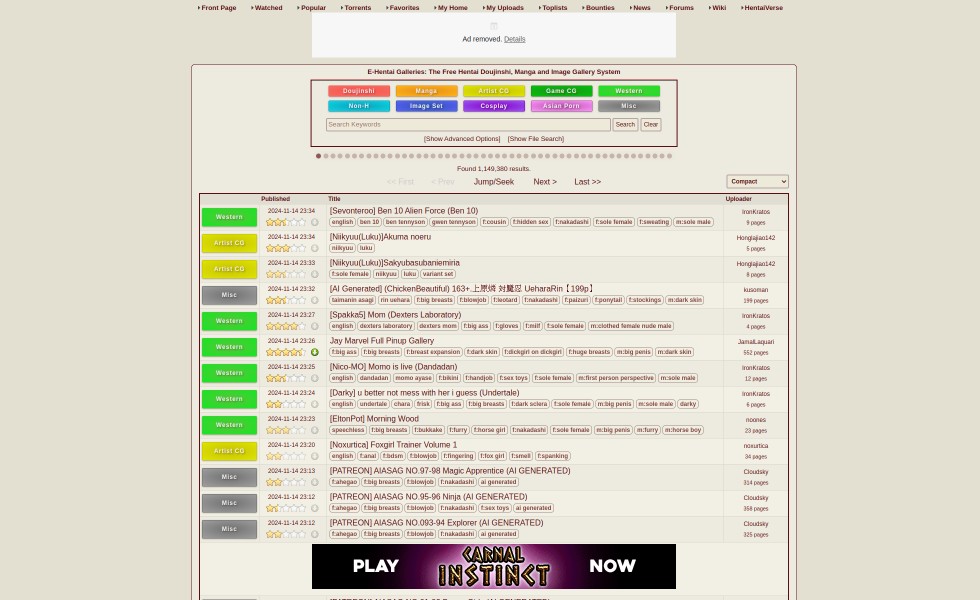 Front Page Watched Popular Torrents Favorites My Home My Uploads Toplists Bounties News Forums Wiki HentaiVerse
Ad removed. Details
E-Hentai Galleries: The Free Hentai Doujinshi, Manga and Image Gallery System
Doujinshi Manga Artist CG Game CG Western
Non-H Image Set Cosplay Asian Porn Misc
Search Keywords Search Clear
[Show Advanced Options] [Show File Search]
Found 1,149,380 results.
<< First < Prev Jump/Seek Next > Last >> Compact
Published Title Uploader
Western 2024-11-14 23:34 [Sevonteroo] Ben 10 Alien Force (Ben 10) IronKratos
english ben 10 ben tennyson gwen tennyson f:cousin f:hidden sex f:nakadashi f:sole female f:sweating m:sole male 9 pages
Artist CG 2024-11-14 23:34 [Niikyuu(Luku)]Akuma noeru Honglajiao142
niikyuu luku 5 pages
Artist CG 2024-11-14 23:33 [Niikyuu(Luku)]Sakyubasubaniemiria Honglajiao142
f:sole female niikyuu luku variant set 8 pages
Misc 2024-11-14 23:32 [AI Generated] (ChickenBeautiful) 163+.上原燐 対魔忍 UeharaRin【199p】 kusoman
taimanin asagi rin uehara f:big breasts f:blowjob f:leotard f:nakadashi f:paizuri f:ponytail f:stockings m:dark skin 199 pages
Western 2024-11-14 23:27 [Spakka5] Mom (Dexters Laboratory) IronKratos
english dexters laboratory dexters mom f:big ass f:gloves f:milf f:sole female m:clothed female nude male 4 pages
Western 2024-11-14 23:26 Jay Marvel Full Pinup Gallery JamalLaquari
f:big ass f:big breasts f:breast expansion f:dark skin f:dickgirl on dickgirl f:huge breasts m:big penis m:dark skin 552 pages
Western 2024-11-14 23:25 [Nico-MO] Momo is live (Dandadan) IronKratos
english dandadan momo ayase f:bikini f:handjob f:sex toys f:sole female m:first person perspective m:sole male 12 pages
Western 2024-11-14 23:24 [Darky] u better not mess with her i guess (Undertale) IronKratos
english undertale chara frisk f:big ass f:big breasts f:dark sclera f:sole female m:big penis m:sole male darky 6 pages
Western 2024-11-14 23:23 [EltonPot] Morning Wood noones
speechless f:big breasts f:bukkake f:furry f:horse girl f:nakadashi f:sole female m:big penis m:furry m:horse boy 23 pages
Artist CG 2024-11-14 23:20 [Noxurtica] Foxgirl Trainer Volume 1 noxurtica
english f:anal f:bdsm f:blowjob f:fingering f:fox girl f:smell f:spanking 34 pages
Misc 2024-11-14 23:13 [PATREON] AIASAG NO.97-98 Magic Apprentice (AI GENERATED) Cloudsky
f:ahegao f:big breasts f:blowjob f:nakadashi ai generated 314 pages
Misc 2024-11-14 23:12 [PATREON] AIASAG NO.95-96 Ninja (AI GENERATED) Cloudsky
f:ahegao f:big breasts f:blowjob f:nakadashi f:sex toys ai generated 358 pages
Misc 2024-11-14 23:12 [PATREON] AIASAG NO.093-94 Explorer (AI GENERATED) Cloudsky
f:ahegao f:big breasts f:blowjob f:nakadashi ai generated 325 pages
PLAY CARNAL INSTINCT NOW